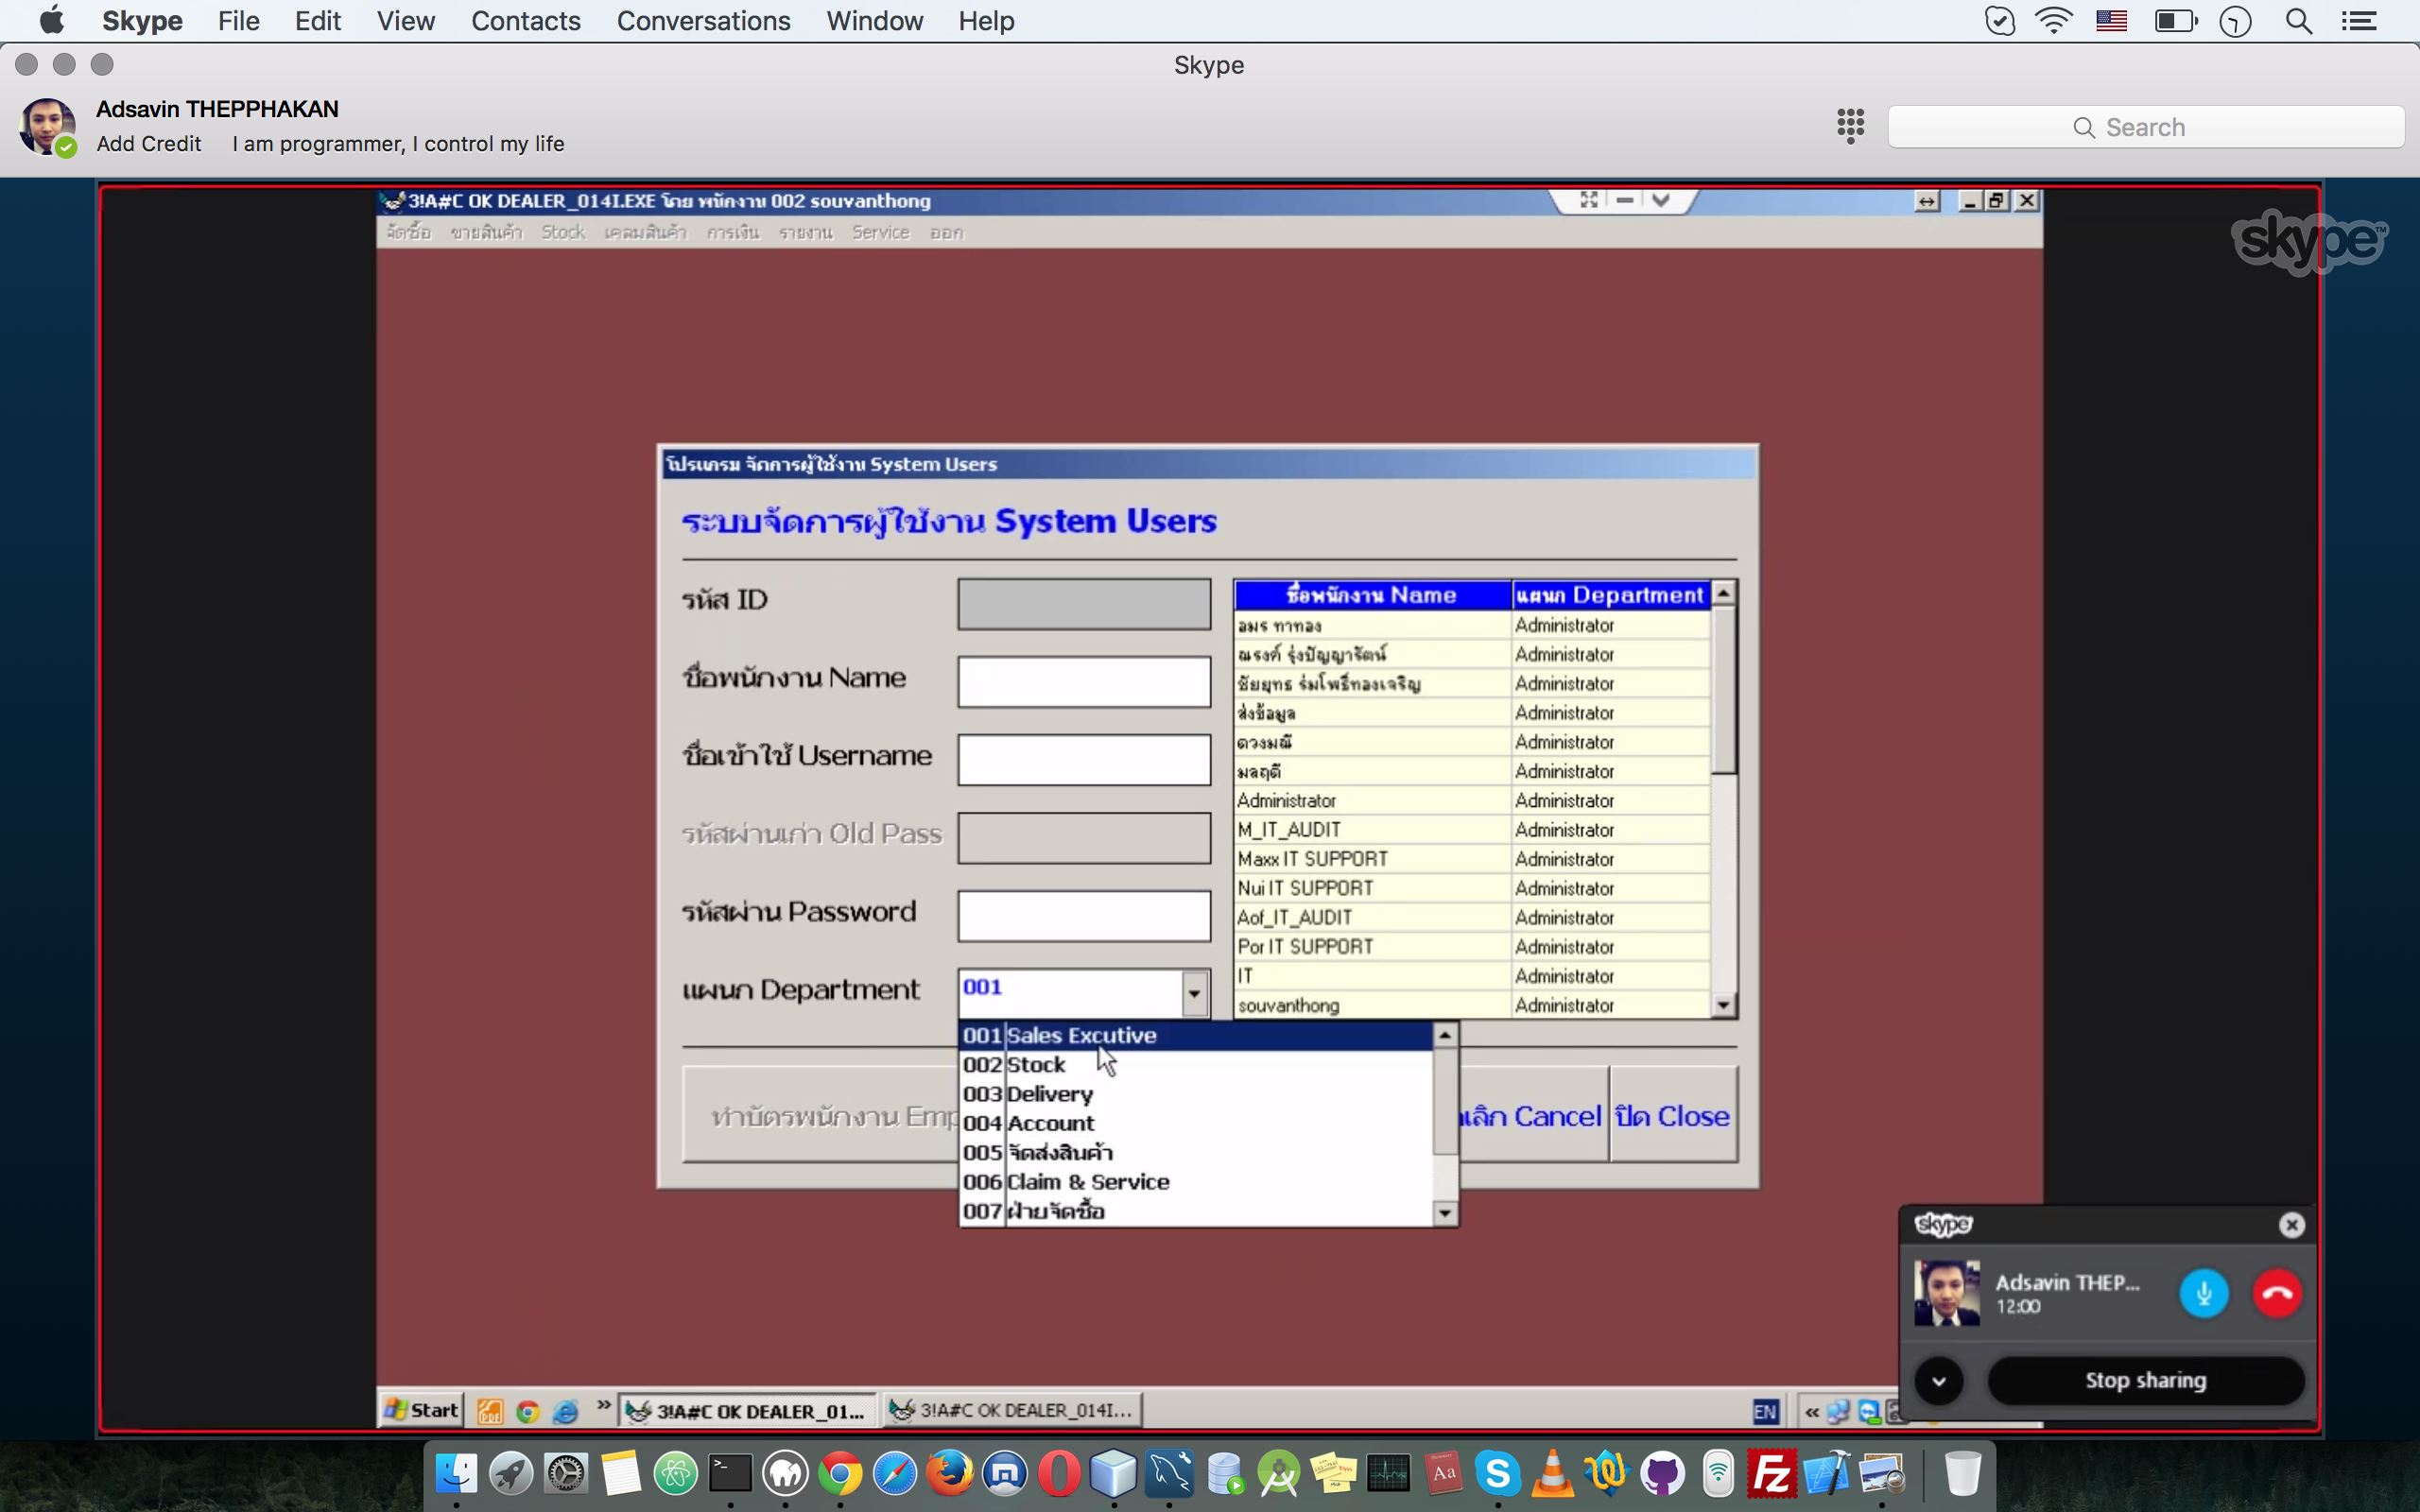 Skype File Edit View Contacts Conversations Window Help
Skype
Adsavin THEPPHAKAN
Add Credit I am programmer, I control my life
Search
3!A#C OK DEALER_014I.EXE โดย พนักงาน 002 souvanthong
จัดซื้อ ขายสินค้า Stock เคลมสินค้า การเงิน รายงาน Service ออก
skype™
โปรแกรม จัดการผู้ใช้งาน System Users
ระบบจัดการผู้ใช้งาน System Users
รหัส ID
ชื่อพนักงาน Name
ชื่อเข้าใช้ Username
รหัสผ่านเก่า Old Pass
รหัสผ่าน Password
แผนก Department 001
ชื่อพนักงาน Name แผนก Department
อมร ทาทอง Administrator
ณรงค์ รุ่งปัญญารัตน์ Administrator
ชัยยุทธ ร่มโพธิ์ทองเจริญ Administrator
ส่งข้อมูล Administrator
ดวงมณี Administrator
มลฤดี Administrator
Administrator Administrator
M_IT_AUDIT Administrator
Maxx IT SUPPORT Administrator
Nui IT SUPPORT Administrator
Aof_IT_AUDIT Administrator
Por IT SUPPORT Administrator
IT Administrator
souvanthong Administrator
001 Sales Excutive
002 Stock
003 Delivery
004 Account
005 จัดส่งสินค้า
006 Claim & Service
007 ฝ่ายจัดซื้อ
ทำบัตรพนักงาน Emp
เลิก Cancel ปิด Close
skype
Adsavin THEP...
12:00
Stop sharing
Start » 3!A#C OK DEALER_01... 3!A#C OK DEALER_014I... EN «